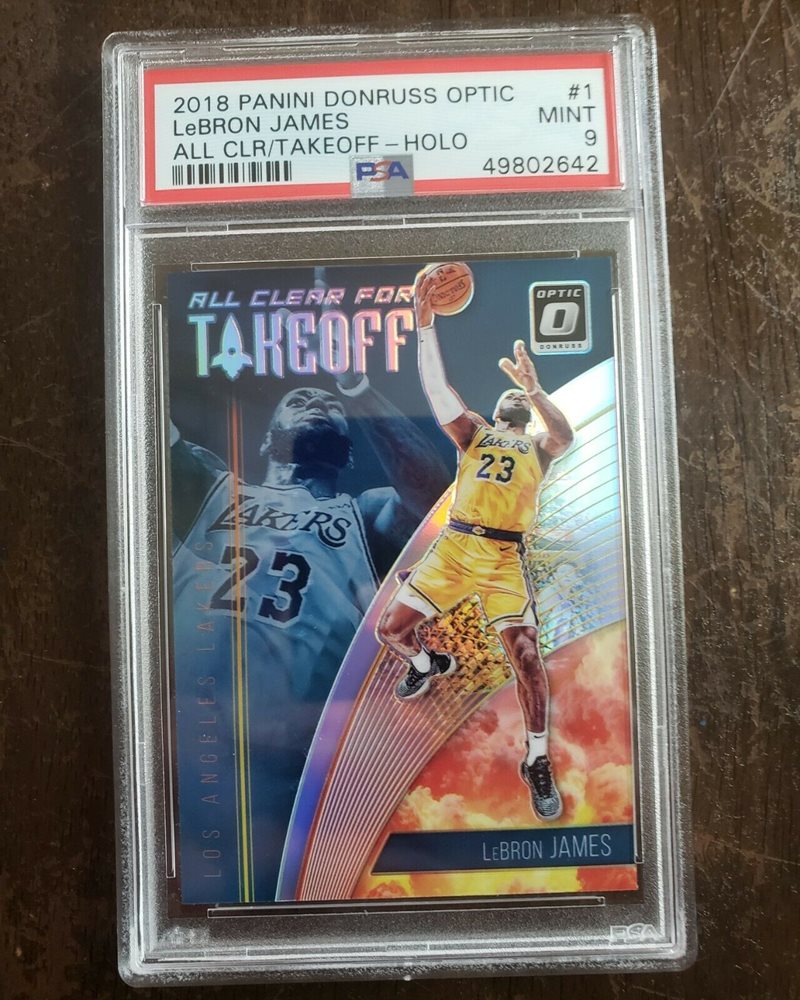 2018 PANINI DONRUSS OPTIC #1
LeBRON JAMES MINT
ALL CLR/TAKEOFF-HOLO 9
PSA 49802642
ALL CLEAR FOR
TAKEOFF
OPTIC
O
DONRUSS
LAKERS
23
LAKERS
23
LOS ANGELES LAKERS
LeBRON JAMES
PSA